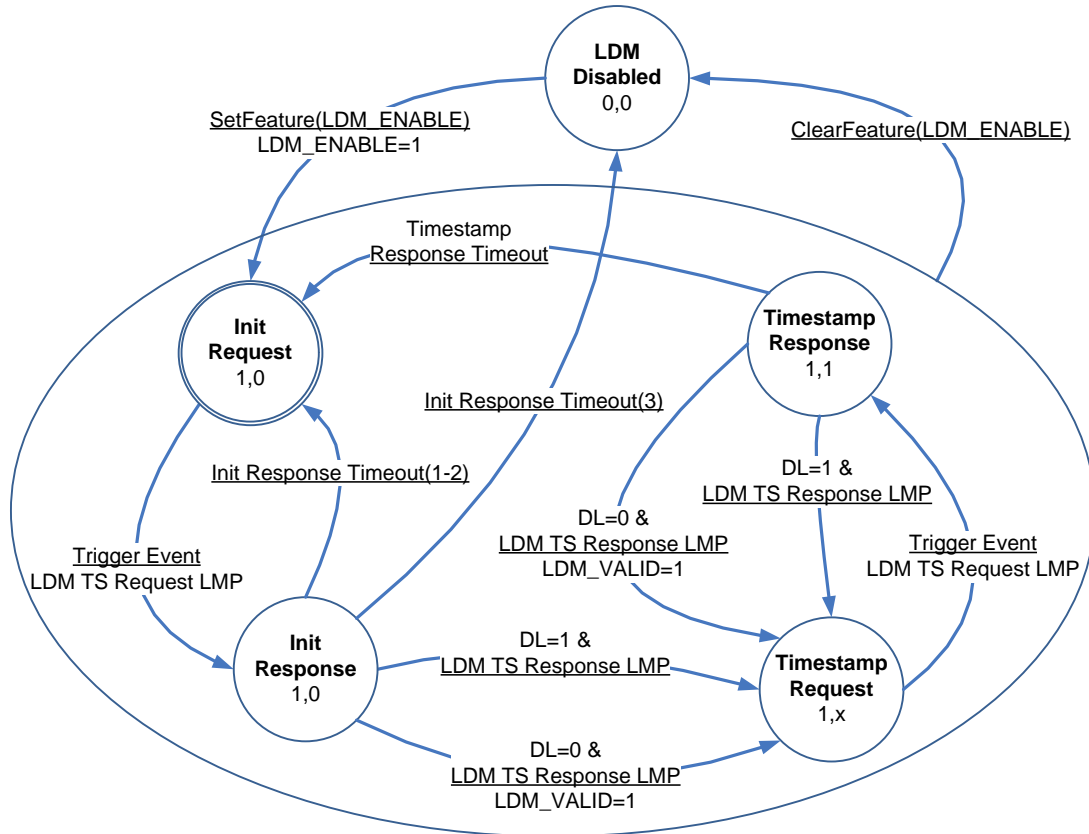 LDM
Disabled
0,0
SetFeature(LDM_ENABLE)
LDM_ENABLE=1
ClearFeature(LDM_ENABLE)
Timestamp
Response Timeout
Init
Request
1,0
Timestamp
Response
1,1
Init Response Timeout(3)
Init Response Timeout(1-2)
DL=1 &
LDM TS Response LMP
DL=0 &
LDM TS Response LMP
LDM_VALID=1
Trigger Event
LDM TS Request LMP
Trigger Event
LDM TS Request LMP
Init
Response
1,0
DL=1 &
LDM TS Response LMP
Timestamp
Request
1,x
DL=0 &
LDM TS Response LMP
LDM_VALID=1